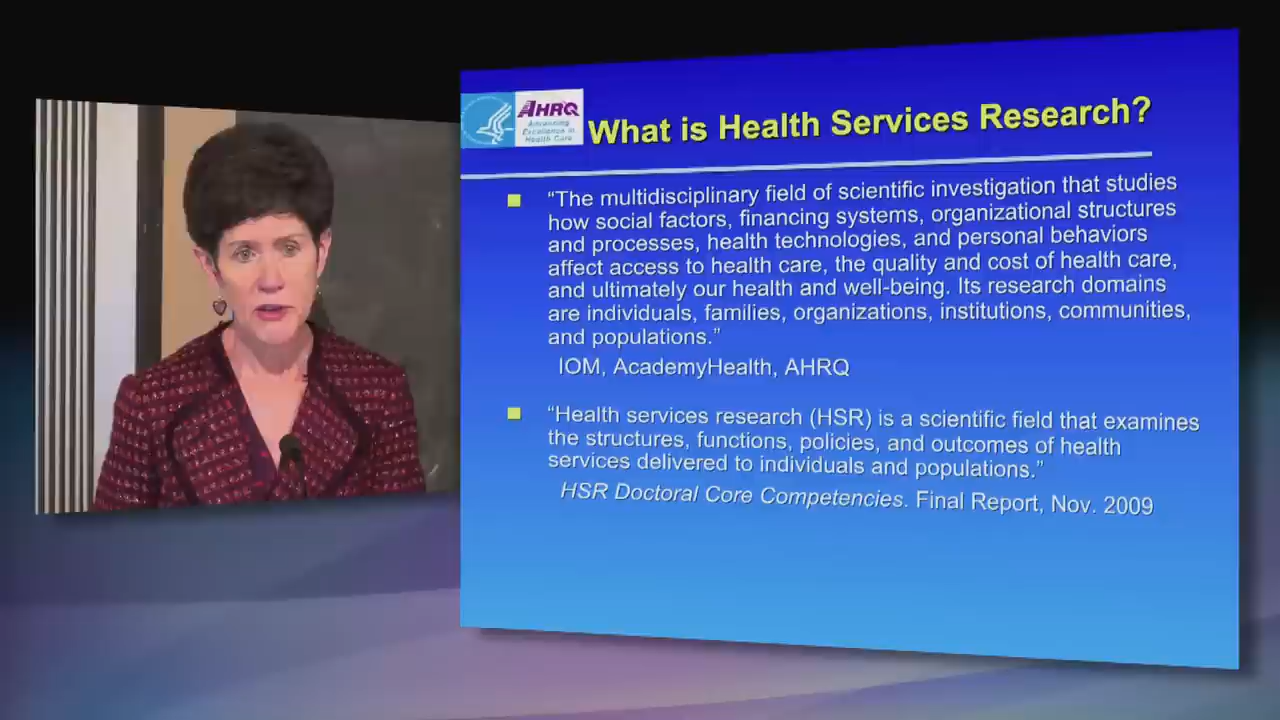 AHRQ
Advancing
Excellence in
Health Care
What is Health Services Research?
“The multidisciplinary field of scientific investigation that studies
how social factors, financing systems, organizational structures
and processes, health technologies, and personal behaviors
affect access to health care, the quality and cost of health care,
and ultimately our health and well-being. Its research domains
are individuals, families, organizations, institutions, communities,
and populations.”
IOM, AcademyHealth, AHRQ
“Health services research (HSR) is a scientific field that examines
the structures, functions, policies, and outcomes of health
services delivered to individuals and populations.”
HSR Doctoral Core Competencies. Final Report, Nov. 2009